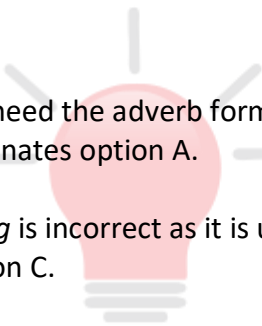 need the adverb form
nates option A.
g is incorrect as it is u
on C.